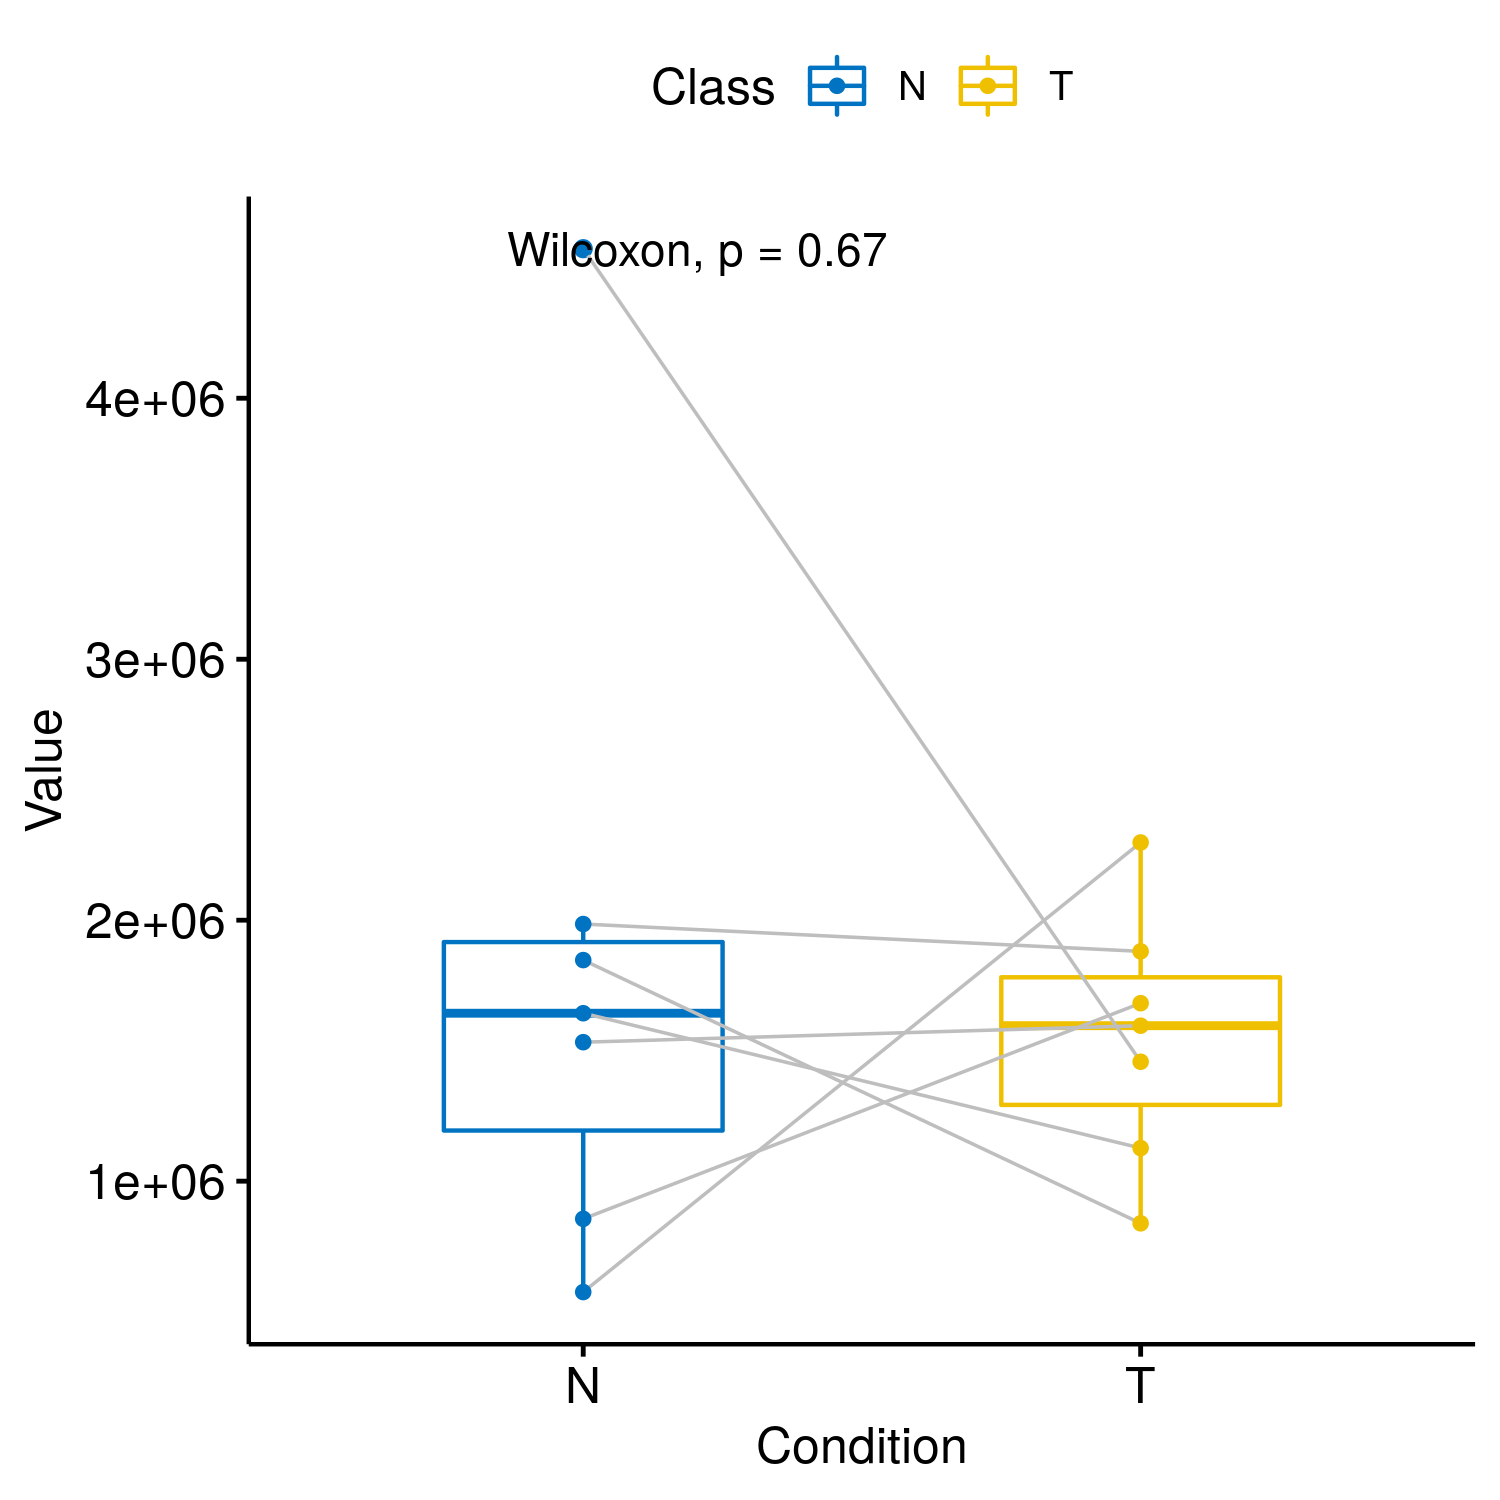 Class N T
Wilcoxon, p = 0.67
4e+06
3e+06
2e+06
1e+06
Value
N T
Condition